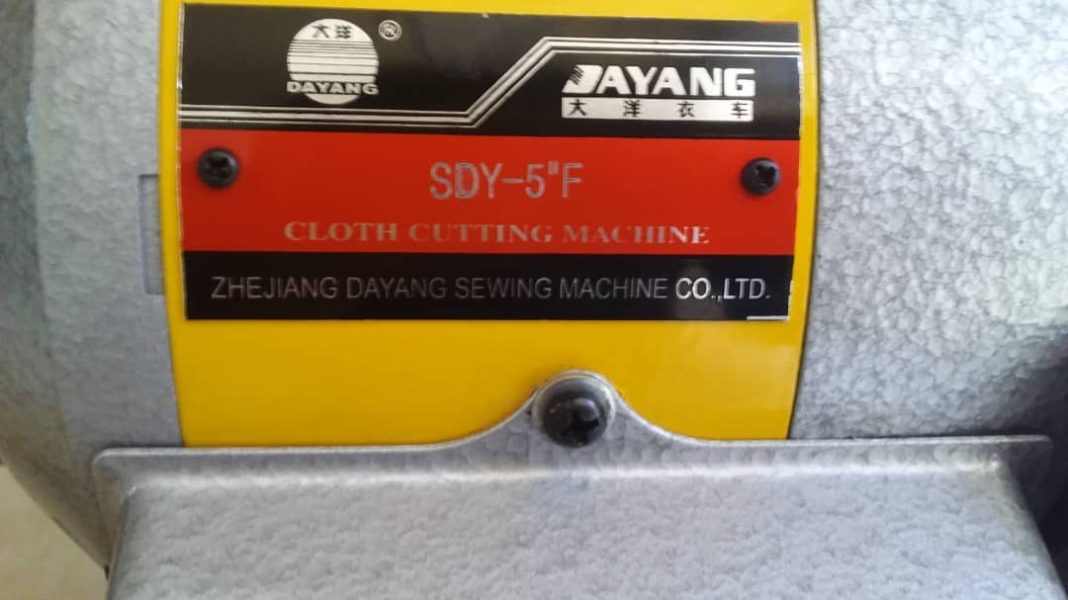 大洋 ®
DAYANG
DAYANG
大洋衣车
SDY-5"F
CLOTH CUTTING MACHINE
ZHEJIANG DAYANG SEWING MACHINE CO.,LTD.